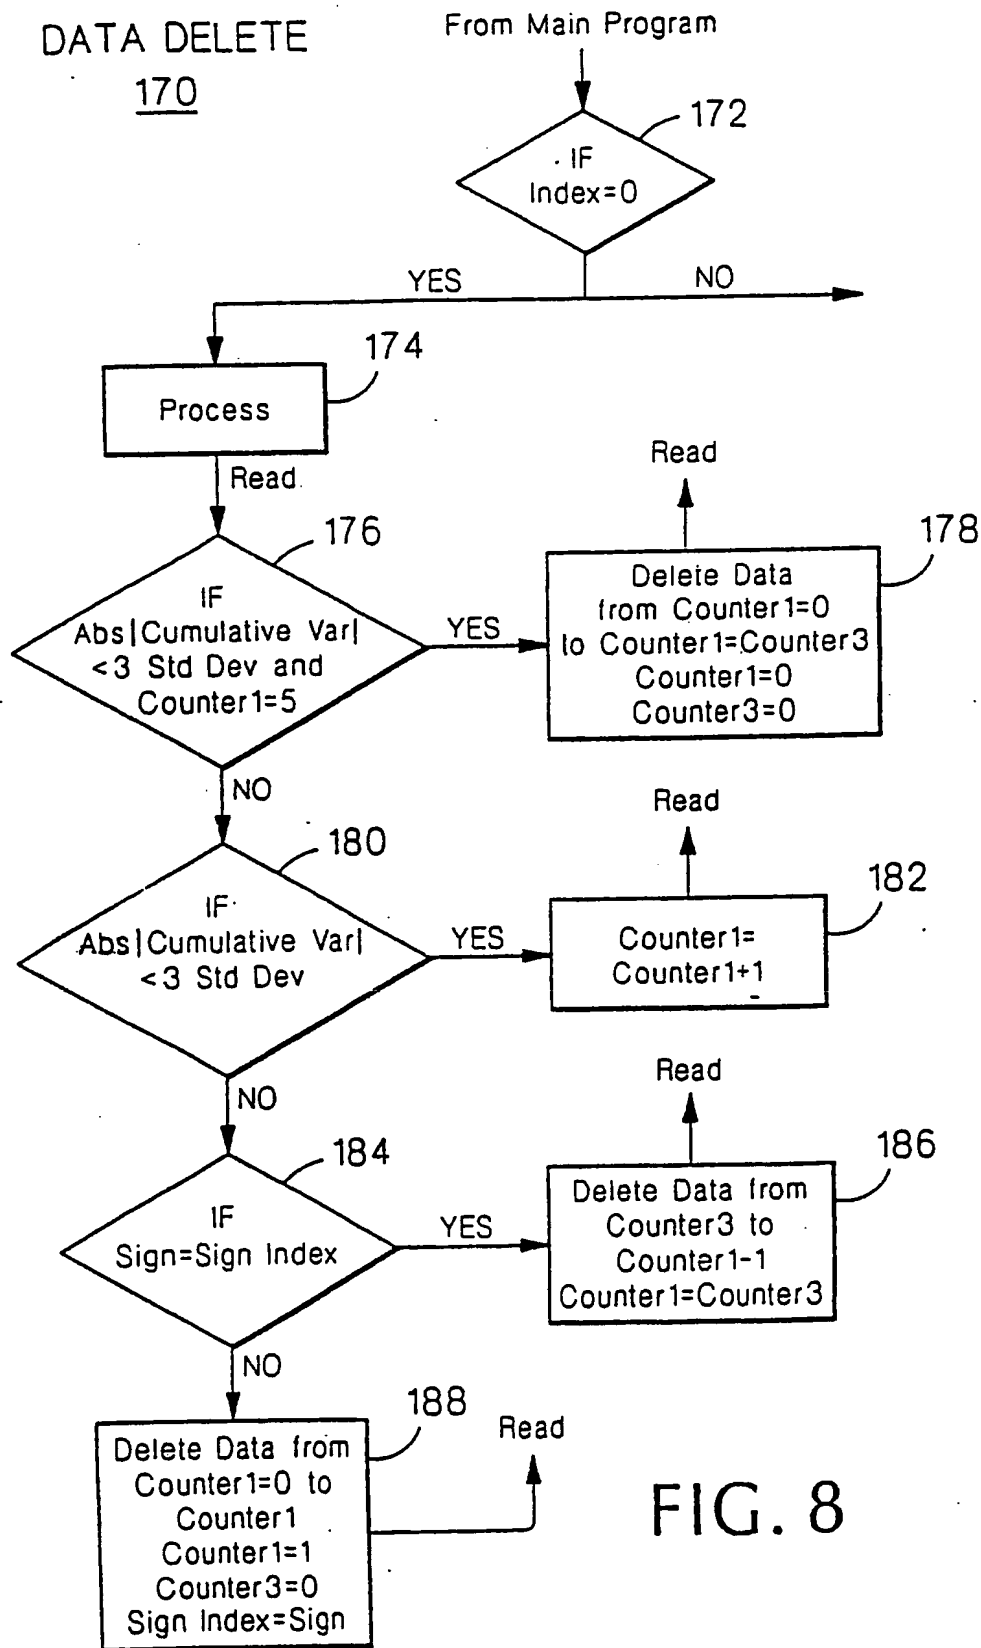 DATA DELETE
170
From Main Program
172
IF
Index=0
YES
NO
174
Process
Read
Read
176
178
IF
Abs|Cumulative Var|
<3 Std Dev and
Counter1=5
YES
Delete Data
from Counter1=0
to Counter1=Counter3
Counter1=0
Counter3=0
NO
Read
180
182
IF
Abs|Cumulative Var|
<3 Std Dev
YES
Counter1=
Counter1+1
NO
Read
184
186
IF
Sign=Sign Index
YES
Delete Data from
Counter3 to
Counter1-1
Counter1=Counter3
NO
188
Read
Delete Data from
Counter1=0 to
Counter1
Counter1=1
Counter3=0
Sign Index=Sign
FIG. 8